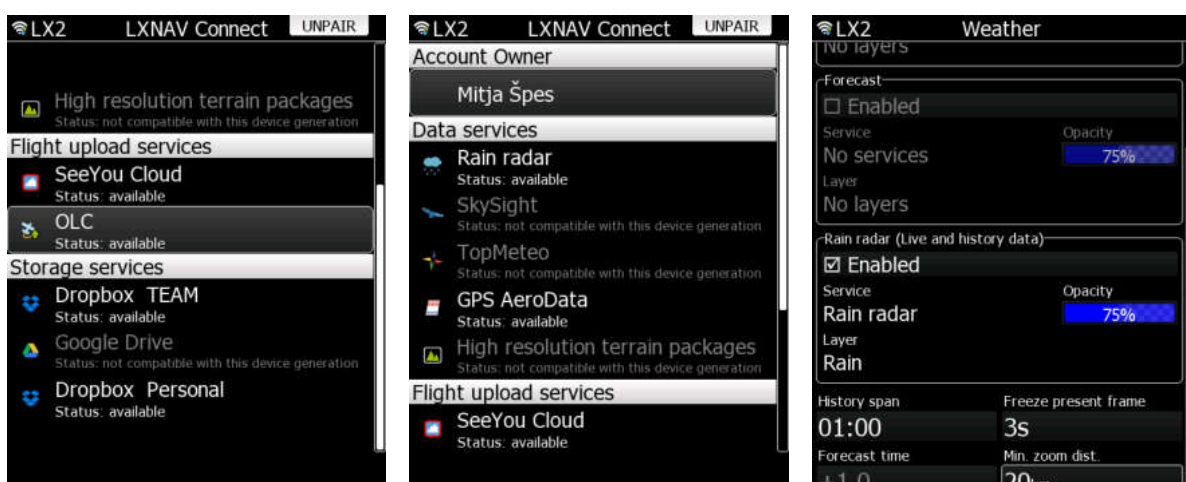 LX2 LXNAV Connect UNPAIR
High resolution terrain packages
Status: not compatible with this device generation
Flight upload services
SeeYou Cloud
Status: available
OLC
Status: available
Storage services
Dropbox TEAM
Status: available
Google Drive
Status: not compatible with this device generation
Dropbox Personal
Status: available
LX2 LXNAV Connect UNPAIR
Account Owner
Mitja Špes
Data services
Rain radar
Status: available
SkySight
Status: not compatible with this device generation
TopMeteo
Status: not compatible with this device generation
GPS AeroData
Status: available
High resolution terrain packages
Status: not compatible with this device generation
Flight upload services
SeeYou Cloud
Status: available
LX2 Weather
No layers
Forecast
Enabled
Service Opacity
No services 75%
Layer
No layers
Rain radar (Live and history data)
Enabled
Service Opacity
Rain radar 75%
Layer
Rain
History span Freeze present frame
01:00 3s
Forecast time Min. zoom dist.